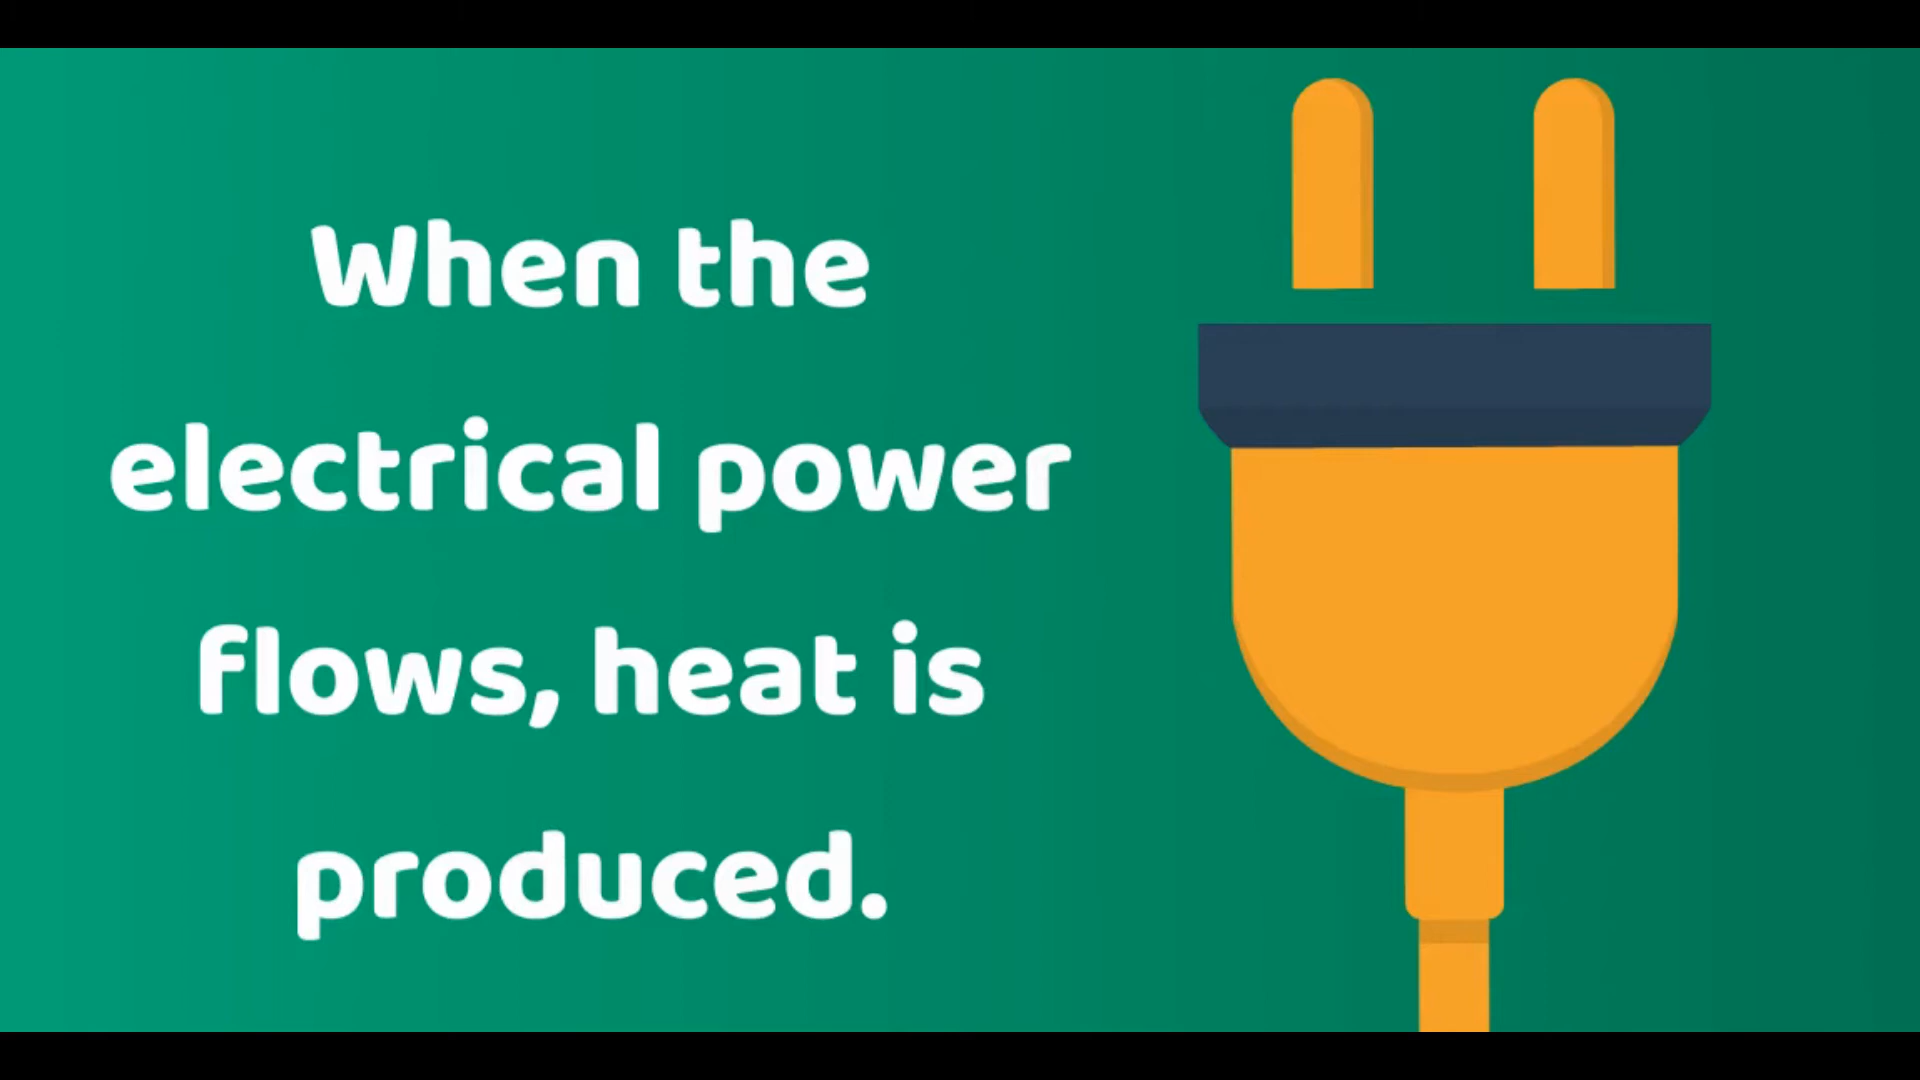 When the
electrical power
flows, heat is
produced.